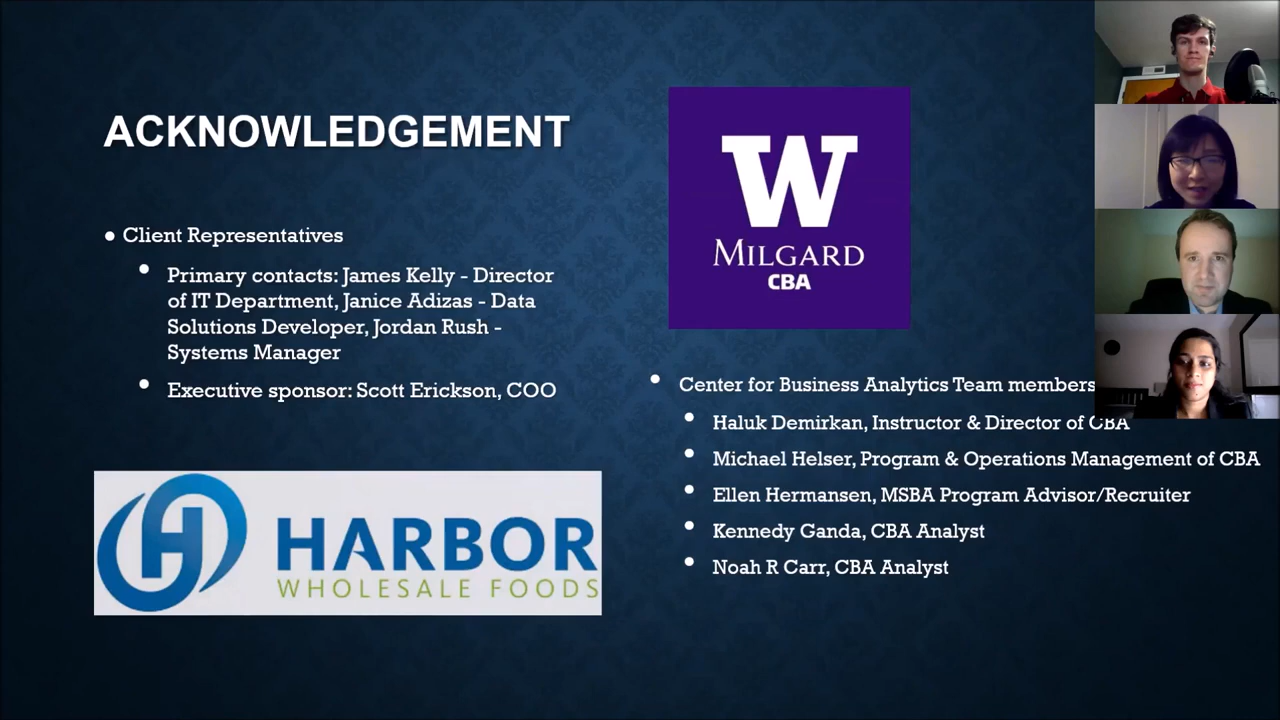 ACKNOWLEDGEMENT
● Client Representatives
• Primary contacts: James Kelly - Director
of IT Department, Janice Adizas - Data
Solutions Developer, Jordan Rush -
Systems Manager
• Executive sponsor: Scott Erickson, COO
H HARBOR
WHOLESALE FOODS
W
MILGARD
CBA
• Center for Business Analytics Team members
• Haluk Demirkan, Instructor & Director of CBA
• Michael Helser, Program & Operations Management of CBA
• Ellen Hermansen, MSBA Program Advisor/Recruiter
• Kennedy Ganda, CBA Analyst
• Noah R Carr, CBA Analyst